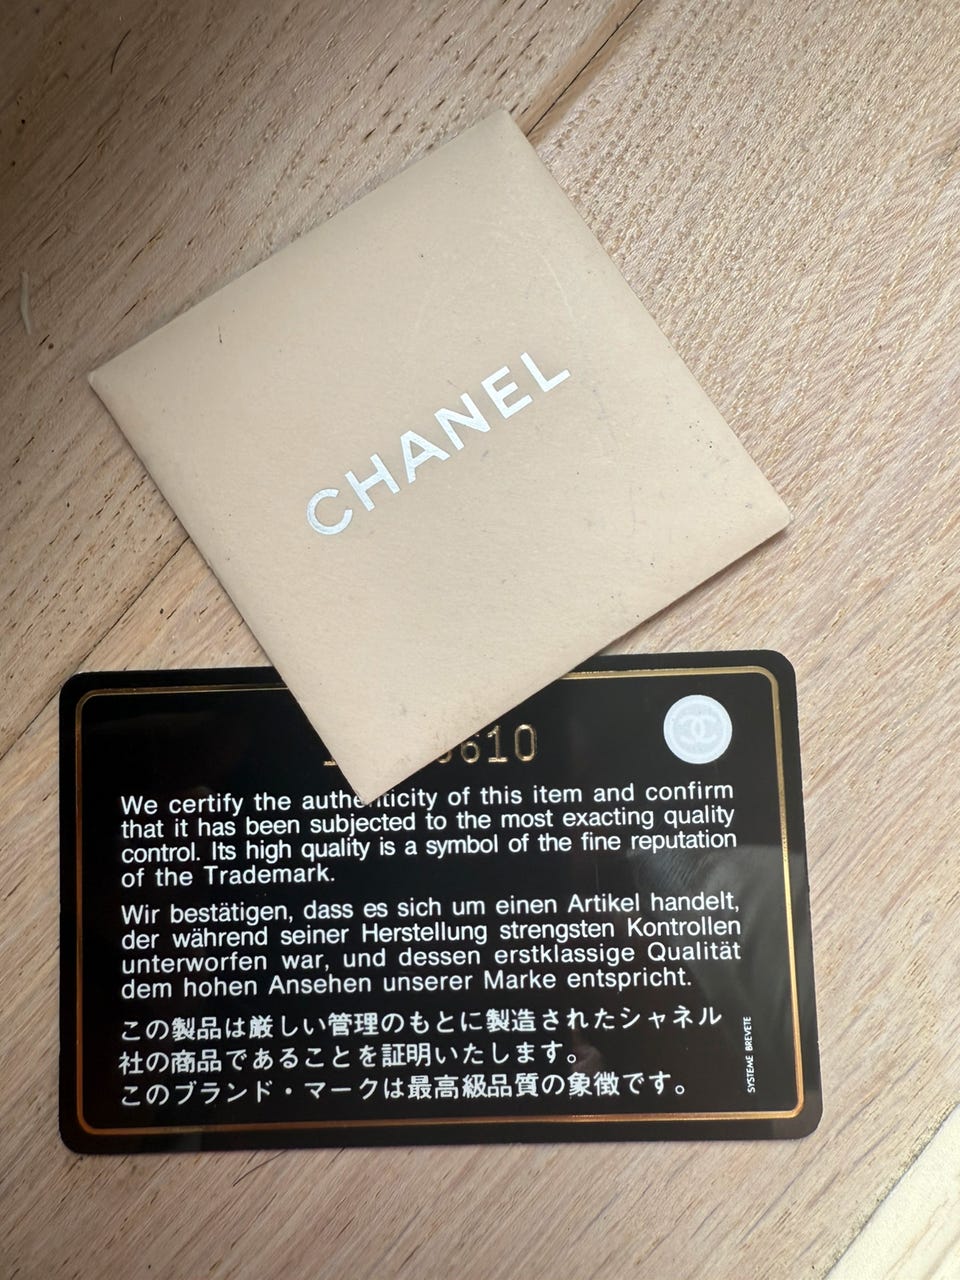 CHANEL
610
We certify the authenticity of this item and confirm
that it has been subjected to the most exacting quality
control. Its high quality is a symbol of the fine reputation
of the Trademark.
Wir bestätigen, dass es sich um einen Artikel handelt,
der während seiner Herstellung strengsten Kontrollen
unterworfen war, und dessen erstklassige Qualität
dem hohen Ansehen unserer Marke entspricht.
この製品は厳しい管理のもとに製造されたシャネル
社の商品であることを証明いたします。
このブランド・マークは最高級品質の象徴です。
SYSTEME BREVETE